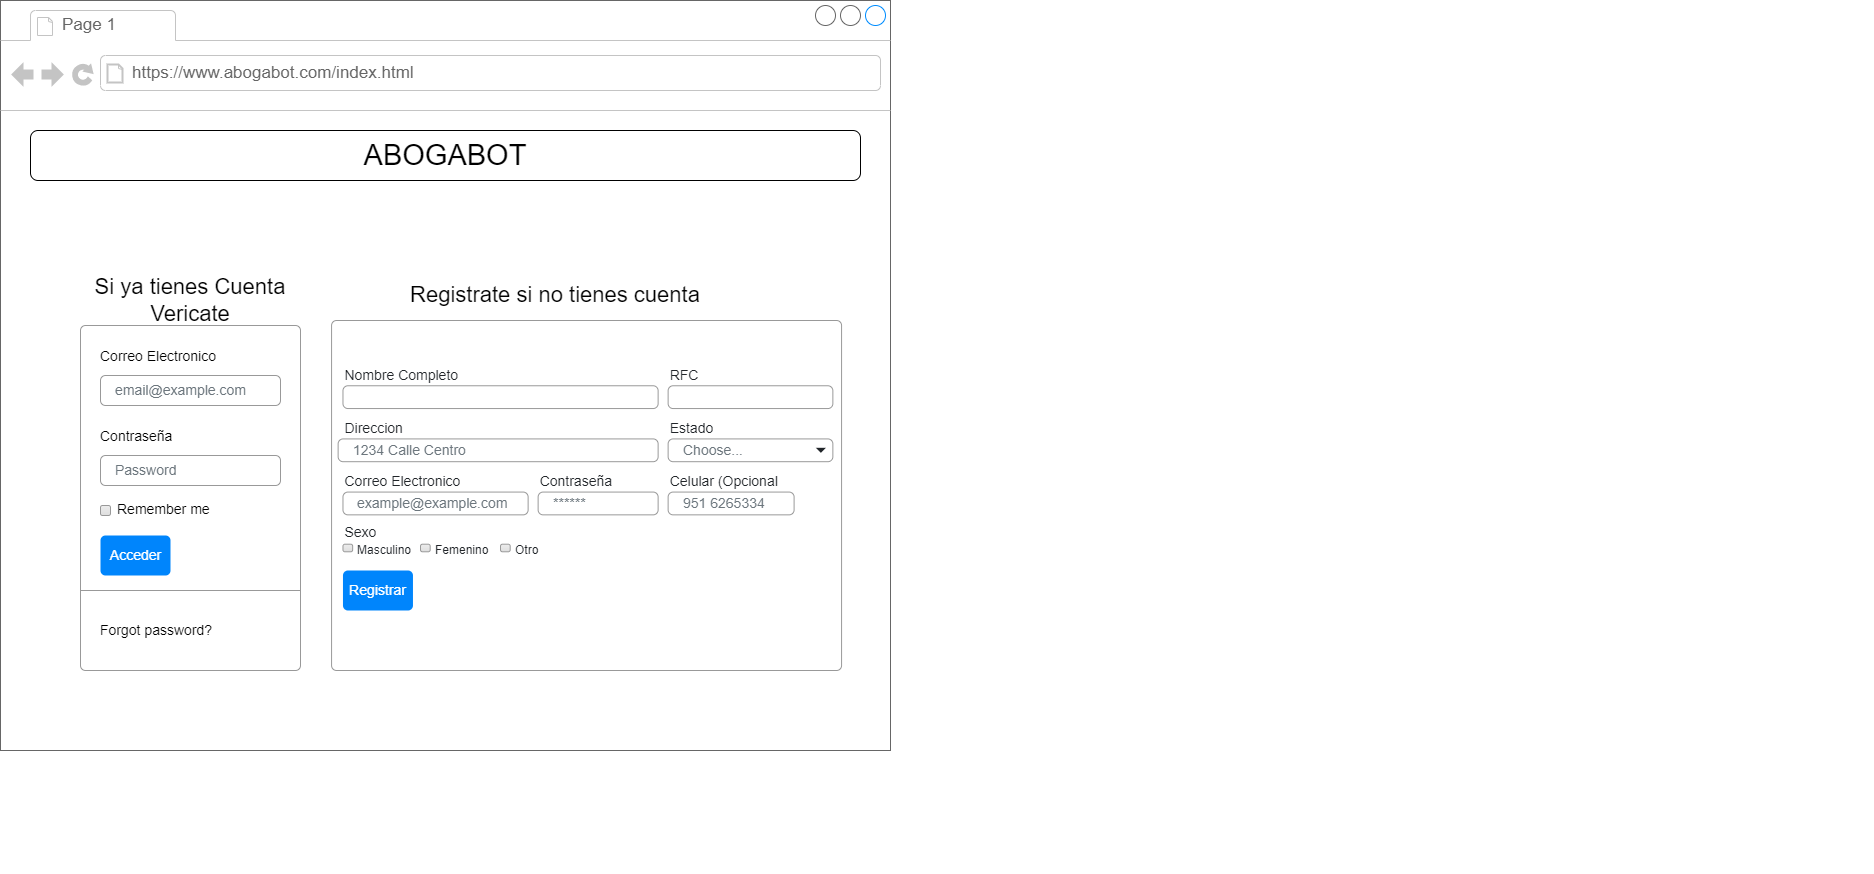 Page 1
https://www.abogabot.com/index.html
ABOGABOT
Si ya tienes Cuenta
Vericate
Correo Electronico
email@example.com
Contraseña
Password
Remember me
Acceder
Forgot password?
Registrate si no tienes cuenta
Nombre Completo RFC
Direccion Estado
1234 Calle Centro Choose...
Correo Electronico Contraseña Celular (Opcional
example@example.com ****** 951 6265334
Sexo
Masculino Femenino Otro
Registrar